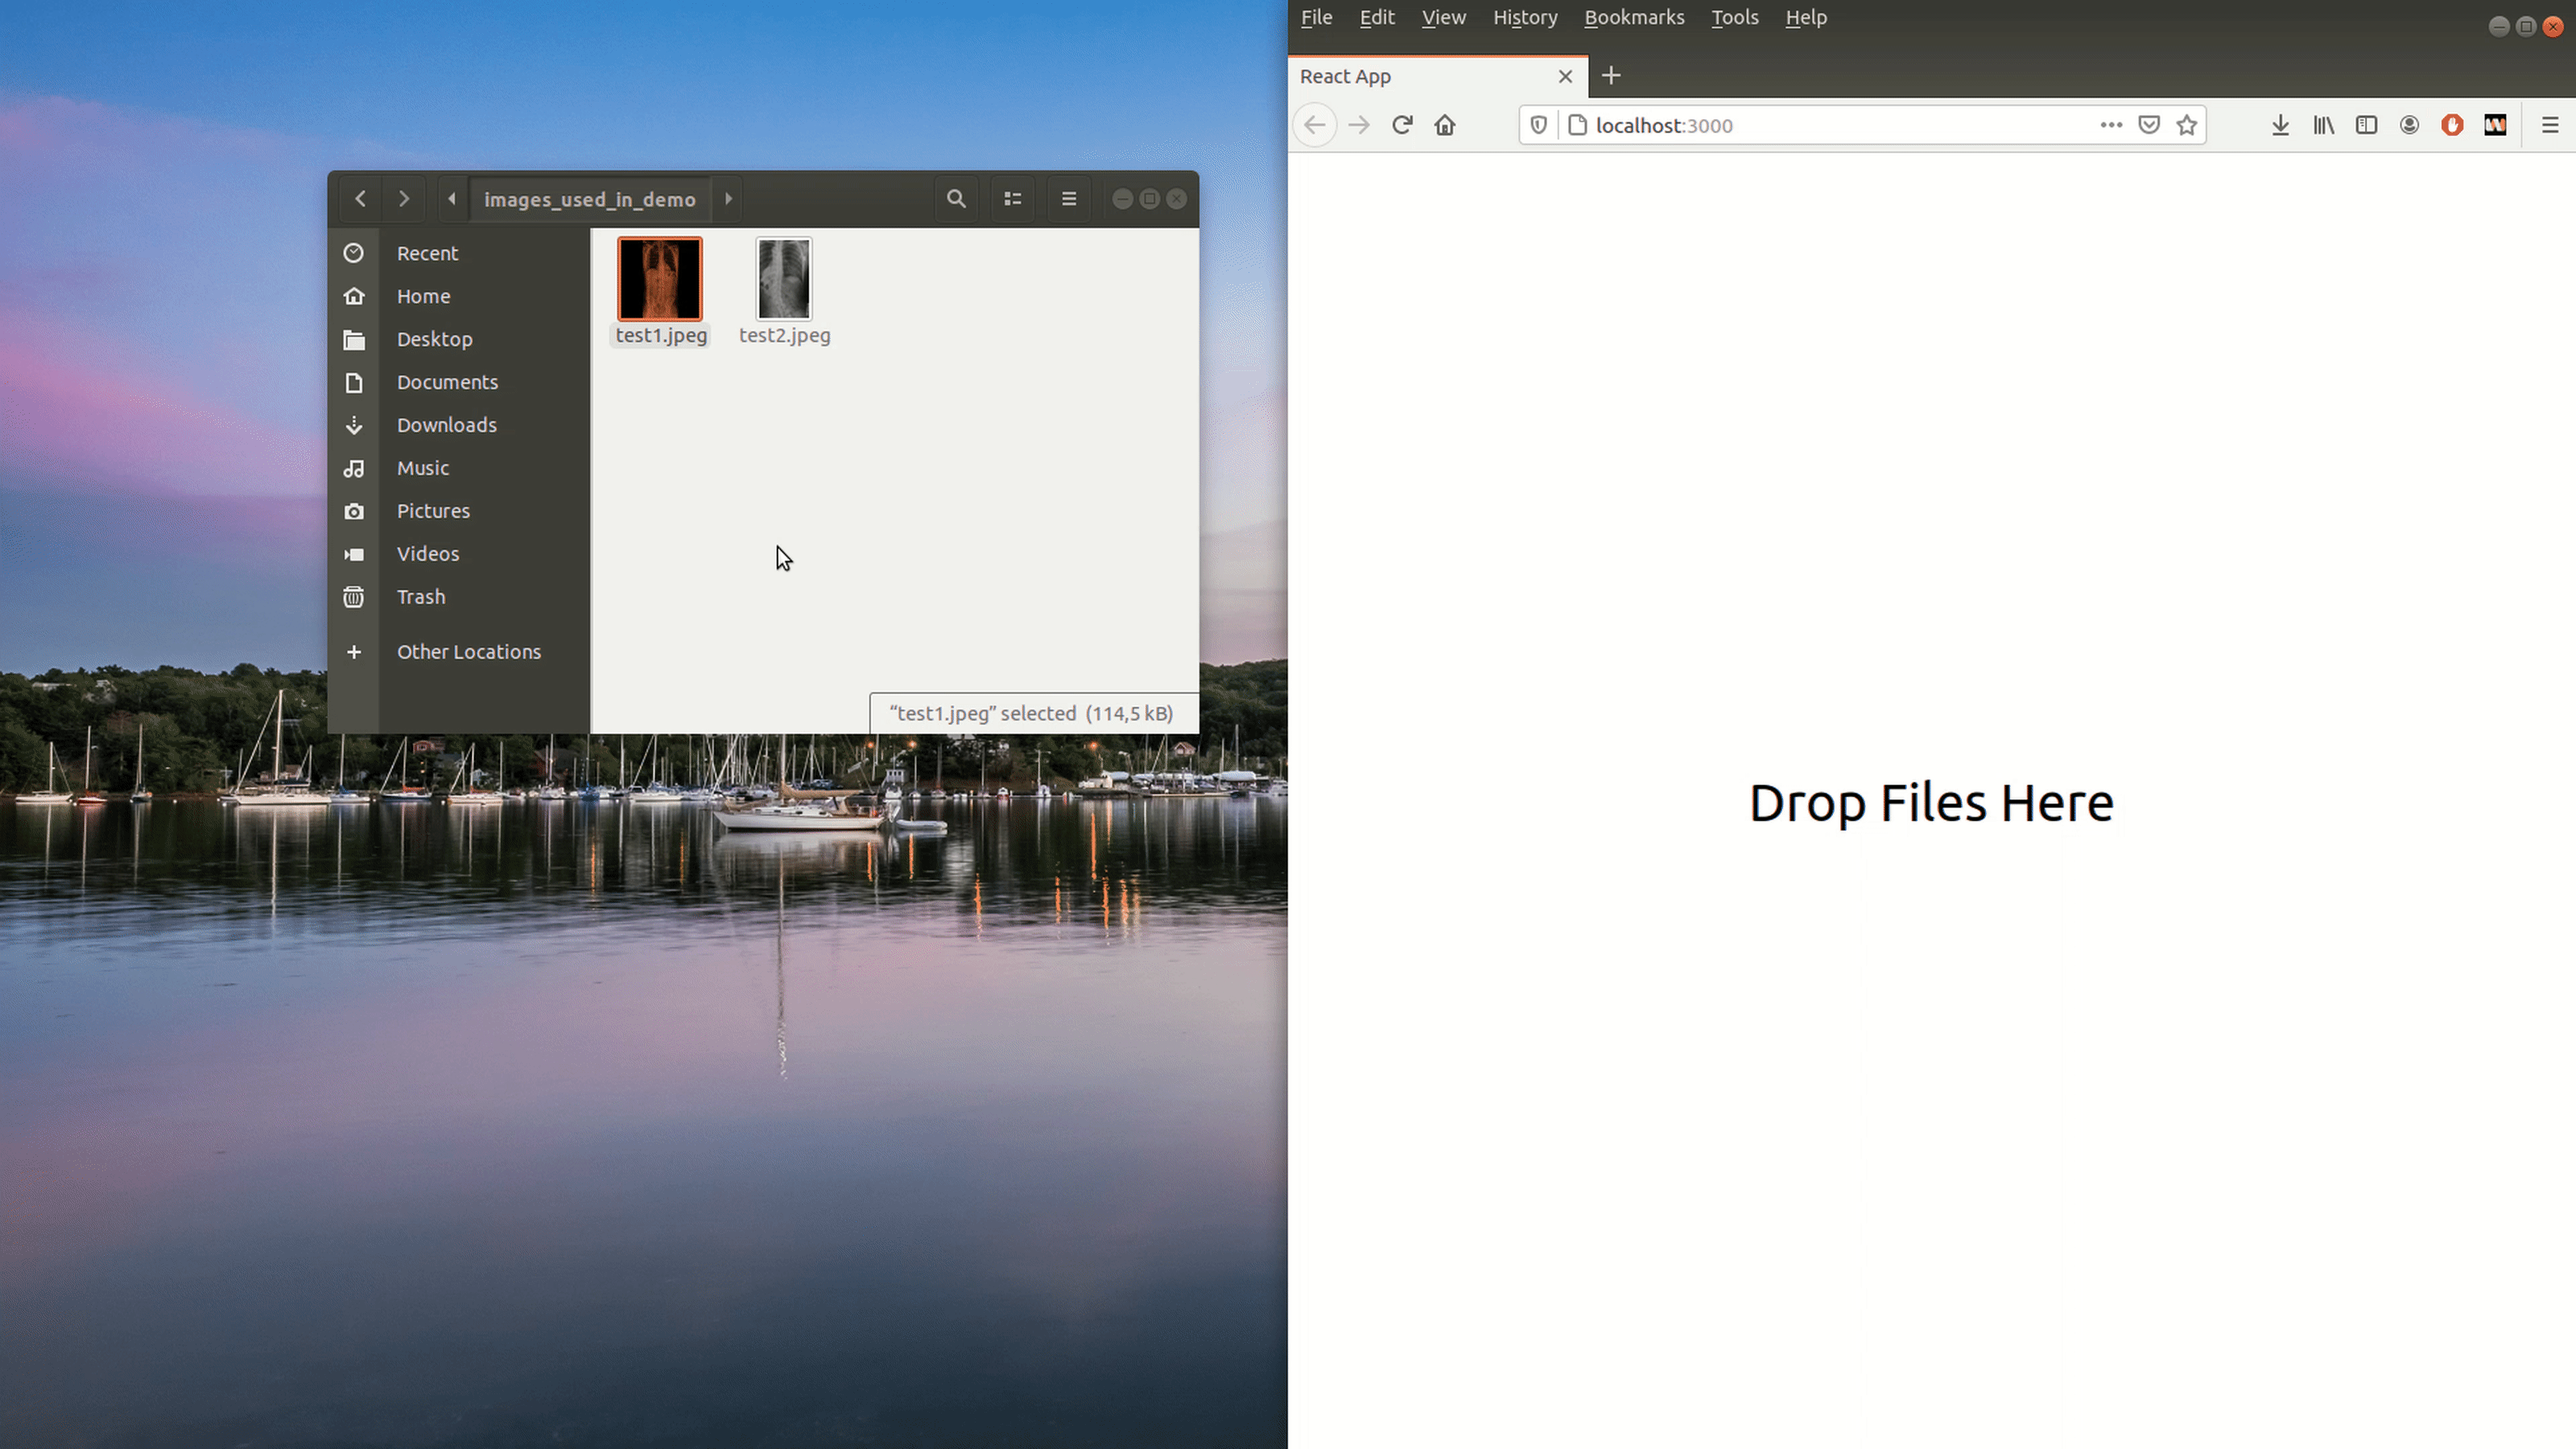 images_used_in_demo
Recent
Home
Desktop
Documents
Downloads
Music
Pictures
Videos
Trash
Other Locations
test1.jpeg test2.jpeg
“test1.jpeg” selected (114,5 kB)
File Edit View History Bookmarks Tools Help
React App
localhost:3000
Drop Files Here